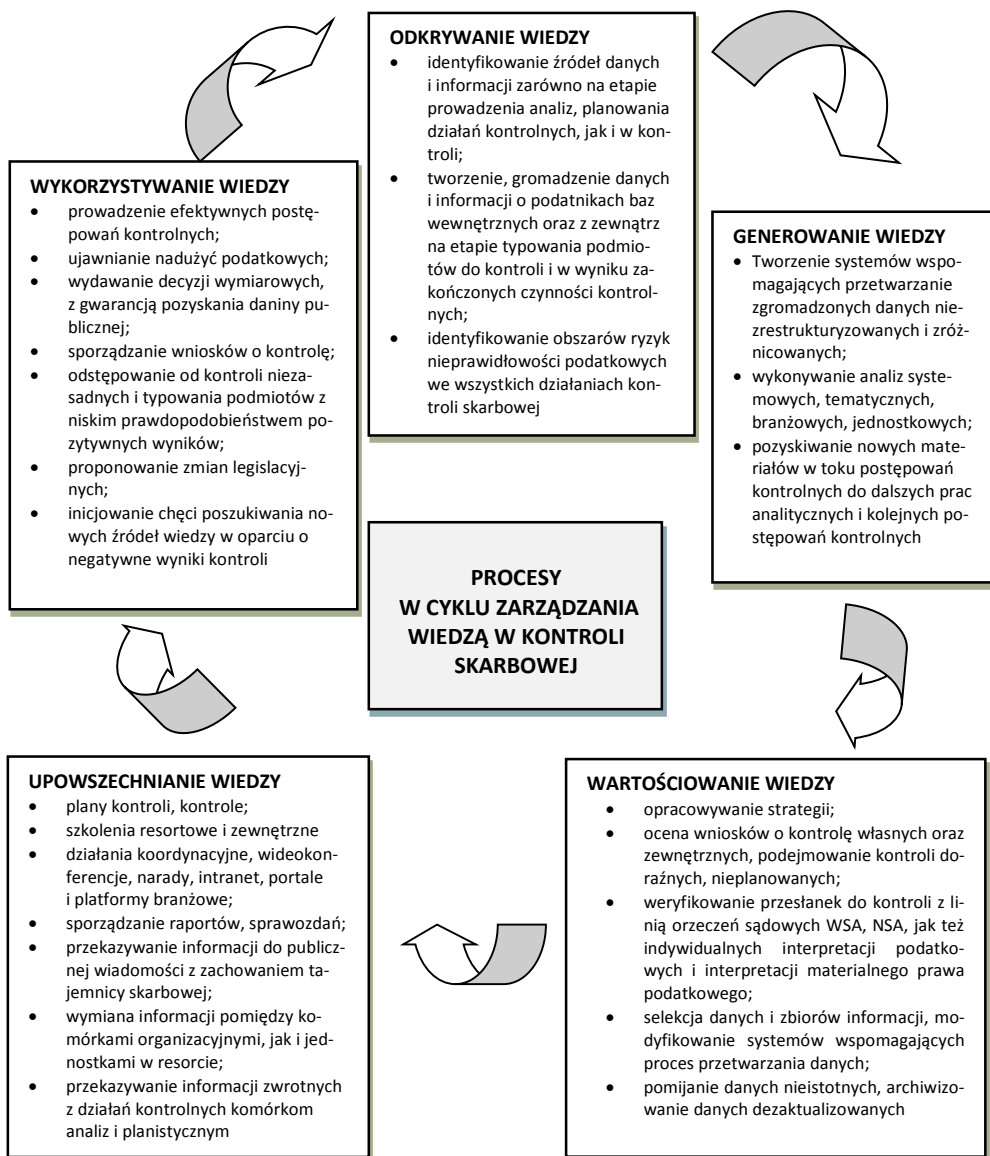 ODKRYWANIE WIEDZY
• identyfikowanie źródeł danych
i informacji zarówno na etapie
prowadzenia analiz, planowania
działań kontrolnych, jak i w kon-
troli;
• tworzenie, gromadzenie danych
i informacji o podatnikach baz
wewnętrznych oraz z zewnątrz
na etapie typowania podmio-
tów do kontroli i w wyniku za-
kończonych czynności kontrol-
nych;
• identyfikowanie obszarów ryzyk
nieprawidłowości podatkowych
we wszystkich działaniach kon-
troli skarbowej
WYKORZYSTYWANIE WIEDZY
• prowadzenie efektywnych postę-
powań kontrolnych;
• ujawnianie nadużyć podatkowych;
• wydawanie decyzji wymiarowych,
z gwarancją pozyskania daniny pu-
blicznej;
• sporządzanie wniosków o kontrolę;
• odstępowanie od kontroli nieza-
sadnych i typowania podmiotów z
niskim prawdopodobieństwem po-
zytywnych wyników;
• proponowanie zmian legislacyj-
nych;
• inicjowanie chęci poszukiwania no-
wych źródeł wiedzy w oparciu o
negatywne wyniki kontroli
GENEROWANIE WIEDZY
• Tworzenie systemów wspo-
magających przetwarzanie
zgromadzonych danych nie-
zrestrukturyzowanych i zróż-
nicowanych;
• wykonywanie analiz syste-
mowych, tematycznych,
branżowych, jednostkowych;
• pozyskiwanie nowych mate-
riałów w toku postępowań
kontrolnych do dalszych prac
analitycznych i kolejnych po-
stępowań kontrolnych
PROCESY
W CYKLU ZARZĄDZANIA
WIEDZĄ W KONTROLI
SKARBOWEJ
UPOWSZECHNIANIE WIEDZY
• plany kontroli, kontrole;
• szkolenia resortowe i zewnętrzne
• działania koordynacyjne, wideokon-
ferencje, narady, intranet, portale
i platformy branżowe;
• sporządzanie raportów, sprawozdań;
• przekazywanie informacji do publicz-
nej wiadomości z zachowaniem ta-
jemnicy skarbowej;
• wymiana informacji pomiędzy ko-
mórkami organizacyjnymi, jak i jed-
nostkami w resorcie;
• przekazywanie informacji zwrotnych
z działań kontrolnych komórkom
analiz i planistycznym
WARTOŚCIOWANIE WIEDZY
• opracowywanie strategii;
• ocena wniosków o kontrolę własnych oraz
zewnętrznych, podejmowanie kontroli do-
raźnych, nieplanowanych;
• weryfikowanie przesłanek do kontroli z li-
nią orzeczeń sądowych WSA, NSA, jak też
indywidualnych interpretacji podatko-
wych i interpretacji materialnego prawa
podatkowego;
• selekcja danych i zbiorów informacji, mo-
dyfikowanie systemów wspomagających
proces przetwarzania danych;
• pomijanie danych nieistotnych, archiwizo-
wanie danych dezaktualizowanych